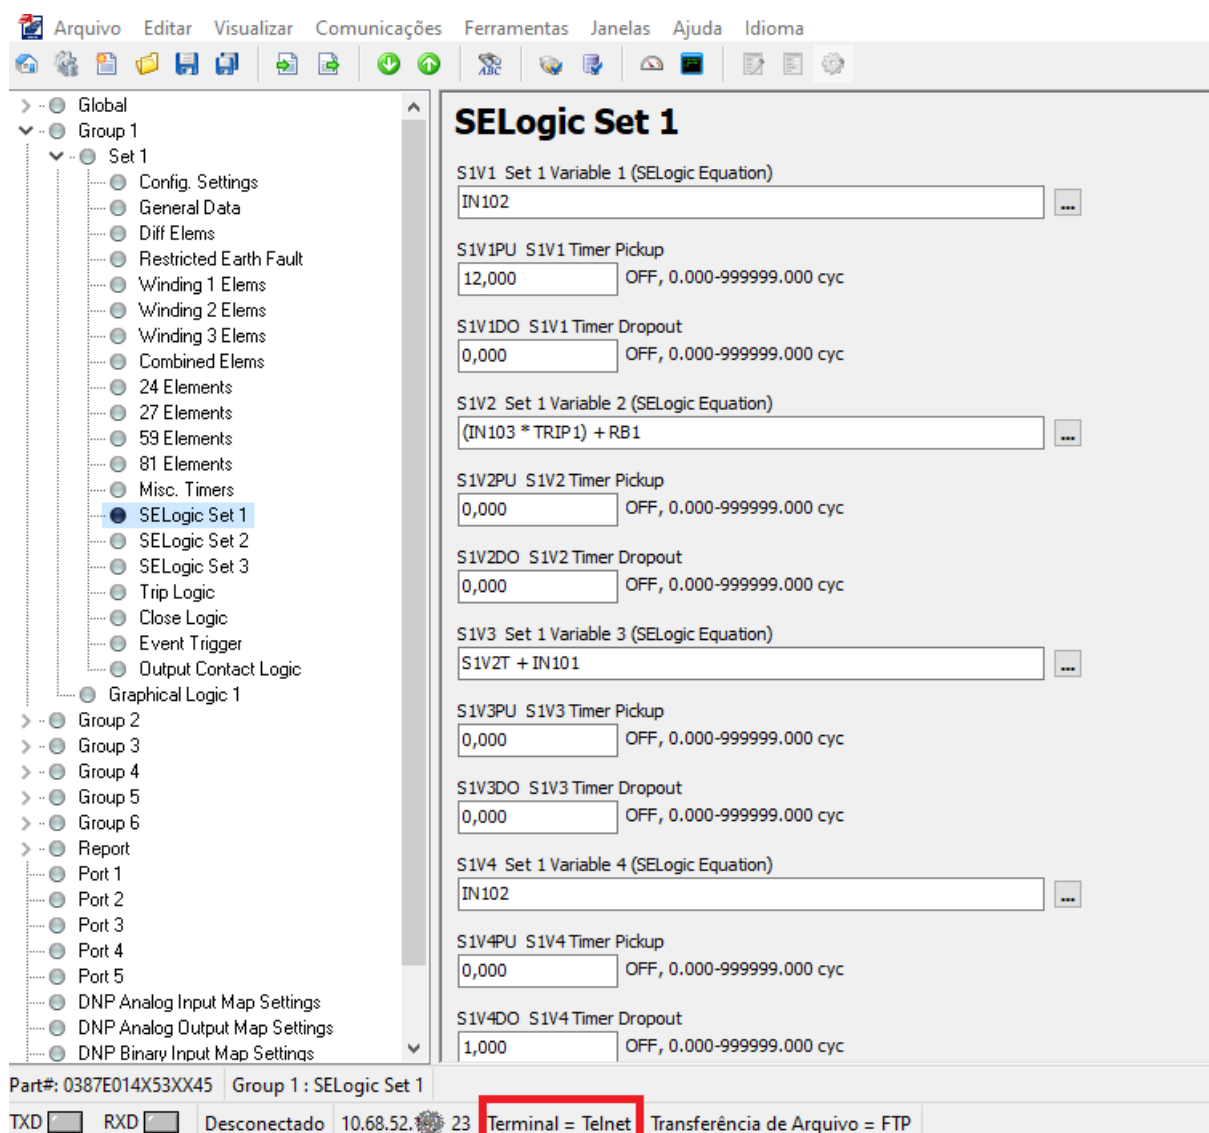 Arquivo Editar Visualizar Comunicações Ferramentas Janelas Ajuda Idioma
ABC
Global
Group 1
Set 1
Config. Settings
General Data
Diff Elems
Restricted Earth Fault
Winding 1 Elems
Winding 2 Elems
Winding 3 Elems
Combined Elems
24 Elements
27 Elements
59 Elements
81 Elements
Misc. Timers
SELogic Set 1
SELogic Set 2
SELogic Set 3
Trip Logic
Close Logic
Event Trigger
Output Contact Logic
Graphical Logic 1
Group 2
Group 3
Group 4
Group 5
Group 6
Report
Port 1
Port 2
Port 3
Port 4
Port 5
DNP Analog Input Map Settings
DNP Analog Output Map Settings
DNP Binary Input Map Settings
SELogic Set 1
S1V1 Set 1 Variable 1 (SELogic Equation)
IN102
...
S1V1PU S1V1 Timer Pickup
12,000 OFF, 0.000-999999.000 cyc
S1V1DO S1V1 Timer Dropout
0,000 OFF, 0.000-999999.000 cyc
S1V2 Set 1 Variable 2 (SELogic Equation)
(IN103 * TRIP1) + RB1
...
S1V2PU S1V2 Timer Pickup
0,000 OFF, 0.000-999999.000 cyc
S1V2DO S1V2 Timer Dropout
0,000 OFF, 0.000-999999.000 cyc
S1V3 Set 1 Variable 3 (SELogic Equation)
S1V2T + IN101
...
S1V3PU S1V3 Timer Pickup
0,000 OFF, 0.000-999999.000 cyc
S1V3DO S1V3 Timer Dropout
0,000 OFF, 0.000-999999.000 cyc
S1V4 Set 1 Variable 4 (SELogic Equation)
IN102
...
S1V4PU S1V4 Timer Pickup
0,000 OFF, 0.000-999999.000 cyc
S1V4DO S1V4 Timer Dropout
1,000 OFF, 0.000-999999.000 cyc
Part#: 0387E014X53XX45 Group 1 : SELogic Set 1
TXD RXD Desconectado 10.68.52. 23 Terminal = Telnet Transferência de Arquivo = FTP